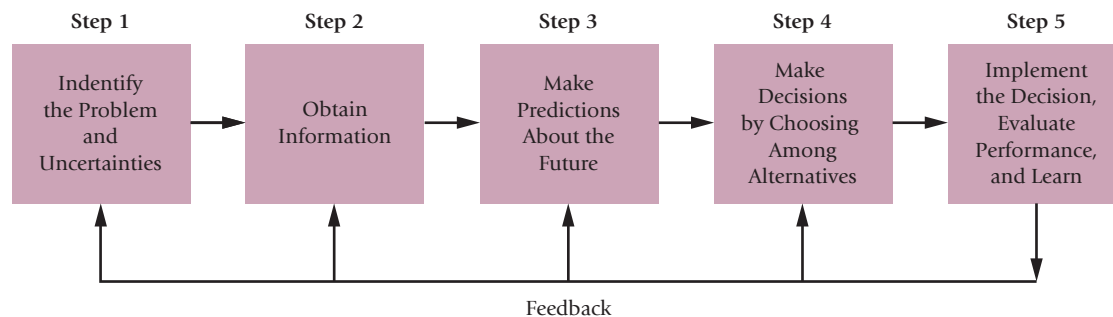 Step 1
Step 2
Step 3
Step 4
Step 5
Indentify
the Problem
and
Uncertainties
Obtain
Information
Make
Predictions
About the
Future
Make
Decisions
by Choosing
Among
Alternatives
Implement
the Decision,
Evaluate
Performance,
and Learn
Feedback